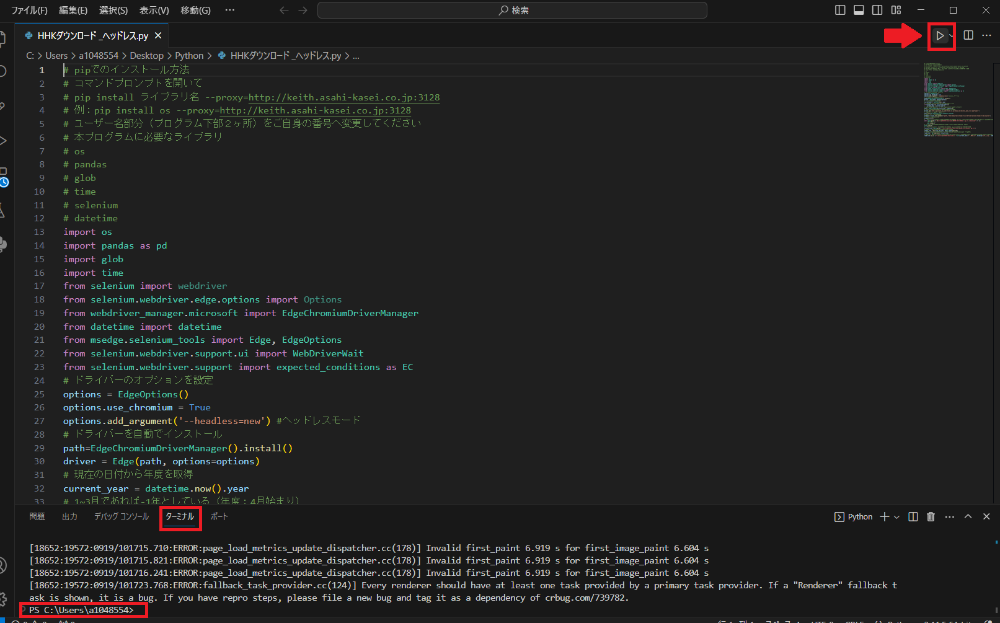 ファイル(F) 編集(E) 選択(S) 表示(V) 移動(G) ··· 検索
HHKダウンロード_ヘッドレス.py
C: > Users > a1048554 > Desktop > Python > HHKダウンロード_ヘッドレス.py > ...
1 # pipでのインストール方法
2 # コマンドプロンプトを開いて
3 # pip install ライブラリ名 --proxy=http://keith.asahi-kasei.co.jp:3128
4 # 例：pip install os --proxy=http://keith.asahi-kasei.co.jp:3128
5 # ユーザー名部分（プログラム下部２ヶ所）をご自身の番号へ変更してください
6 # 本プログラムに必要なライブラリ
7 # os
8 # pandas
9 # glob
10 # time
11 # selenium
12 # datetime
13 import os
14 import pandas as pd
15 import glob
16 import time
17 from selenium import webdriver
18 from selenium.webdriver.edge.options import Options
19 from webdriver_manager.microsoft import EdgeChromiumDriverManager
20 from datetime import datetime
21 from msedge.selenium_tools import Edge, EdgeOptions
22 from selenium.webdriver.support.ui import WebDriverWait
23 from selenium.webdriver.support import expected_conditions as EC
24 # ドライバーのオプションを設定
25 options = EdgeOptions()
26 options.use_chromium = True
27 options.add_argument('--headless=new') #ヘッドレスモード
28 # ドライバーを自動でインストール
29 path=EdgeChromiumDriverManager().install()
30 driver = Edge(path, options=options)
31 # 現在の日付から年度を取得
32 current_year = datetime.now().year
33 # 1~3月であれば-1年としている（年度：4月始まり）
問題 出力 デバッグ コンソール ターミナル ポート Python
[18652:19572:0919/101715.710:ERROR:page_load_metrics_update_dispatcher.cc(178)] Invalid first_paint 6.919 s for first_image_paint 6.604 s
[18652:19572:0919/101715.821:ERROR:page_load_metrics_update_dispatcher.cc(178)] Invalid first_paint 6.919 s for first_image_paint 6.604 s
[18652:19572:0919/101716.241:ERROR:page_load_metrics_update_dispatcher.cc(178)] Invalid first_paint 6.919 s for first_image_paint 6.604 s
[18652:19572:0919/101723.768:ERROR:fallback_task_provider.cc(124)] Every renderer should have at least one task provided by a primary task provider. If a "Renderer" fallback t
ask is shown, it is a bug. If you have repro steps, please file a new bug and tag it as a dependency of crbug.com/739782.
PS C:\Users\a1048554>